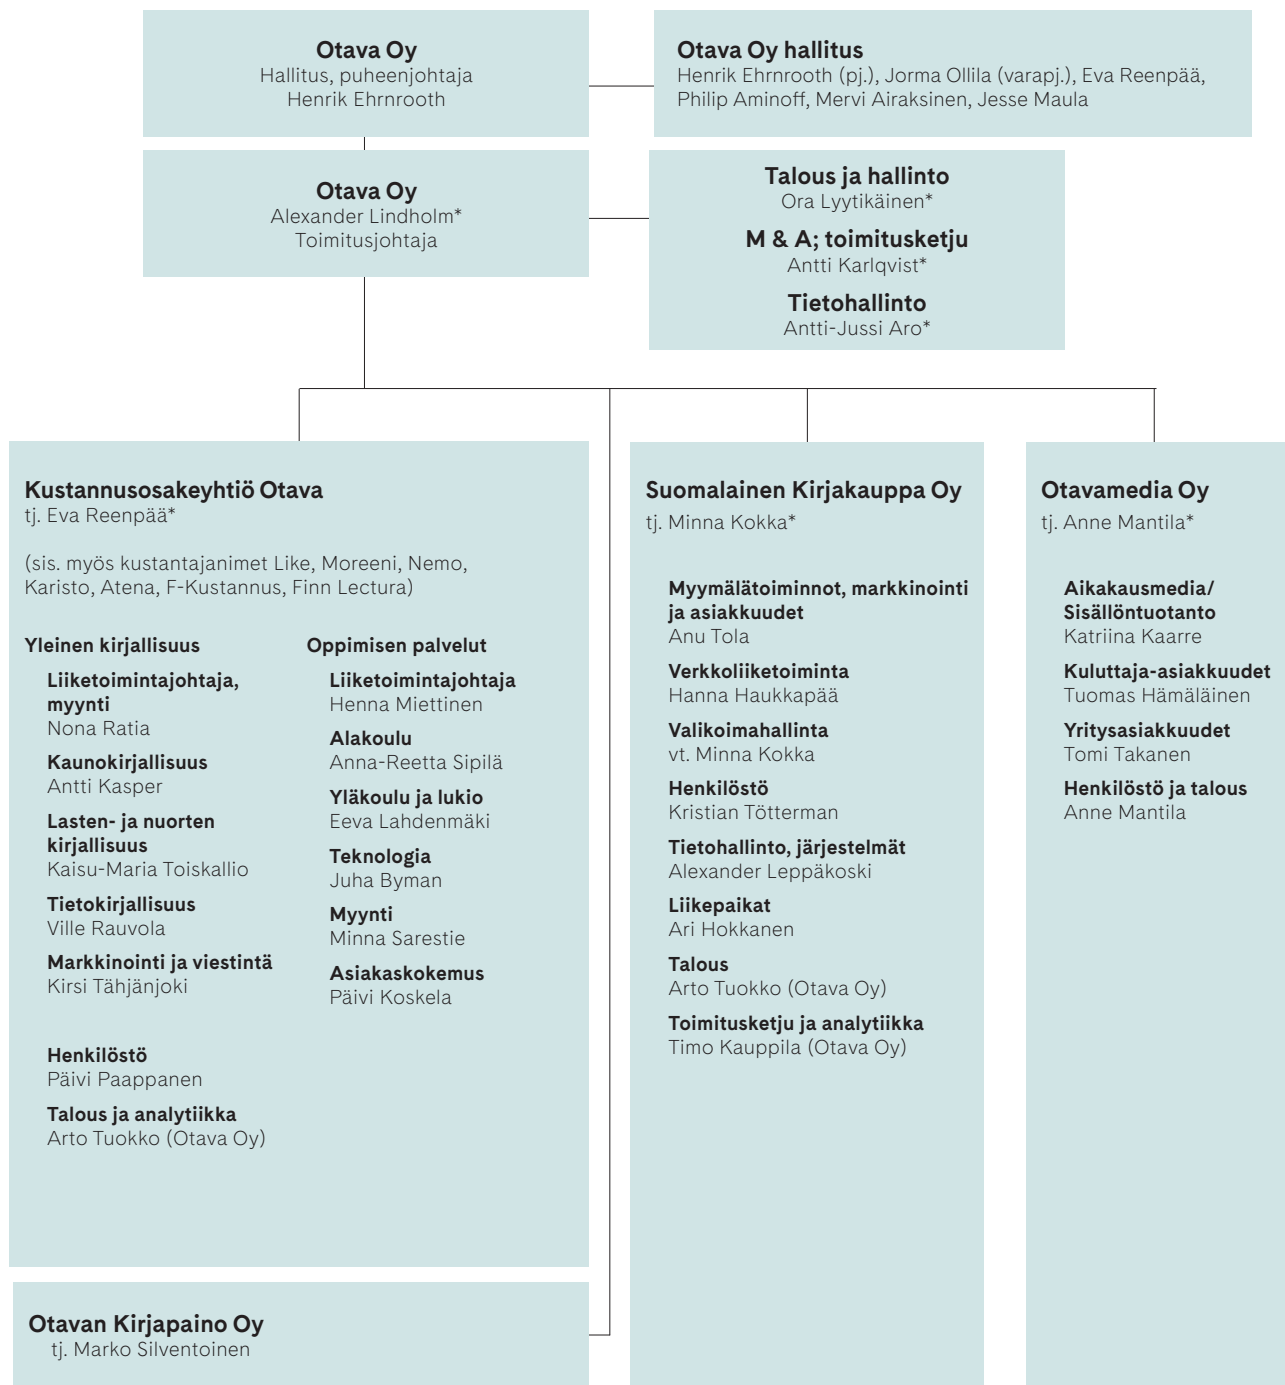 Otava Oy
Hallitus, puheenjohtaja
Henrik Ehrnrooth
Otava Oy hallitus
Henrik Ehrnrooth (pj.), Jorma Ollila (varapj.), Eva Reenpää,
Philip Aminoff, Mervi Airaksinen, Jesse Maula
Otava Oy
Alexander Lindholm*
Toimitusjohtaja
Talous ja hallinto
Ora Lyytikäinen*
M & A; toimitusketju
Antti Karlqvist*
Tietohallinto
Antti-Jussi Aro*
Kustannusosakeyhtiö Otava
tj. Eva Reenpää*
(sis. myös kustantajanimet Like, Moreeni, Nemo,
Karisto, Atena, F-Kustannus, Finn Lectura)
Yleinen kirjallisuus
Liiketoimintajohtaja,
myynti
Nona Ratia
Kaunokirjallisuus
Antti Kasper
Lasten- ja nuorten
kirjallisuus
Kaisu-Maria Toiskallio
Tietokirjallisuus
Ville Rauvola
Markkinointi ja viestintä
Kirsi Tähjänjoki
Henkilöstö
Päivi Paappanen
Talous ja analytiikka
Arto Tuokko (Otava Oy)
Oppimisen palvelut
Liiketoimintajohtaja
Henna Miettinen
Alakoulu
Anna-Reetta Sipilä
Yläkoulu ja lukio
Eeva Lahdenmäki
Teknologia
Juha Byman
Myynti
Minna Sarestie
Asiakaskokemus
Päivi Koskela
Suomalainen Kirjakauppa Oy
tj. Minna Kokka*
Myymälätoiminnot, markkinointi
ja asiakkuudet
Anu Tola
Verkkoliiketoiminta
Hanna Haukkapää
Valikoimahallinta
vt. Minna Kokka
Henkilöstö
Kristian Tötterman
Tietohallinto, järjestelmät
Alexander Leppäkoski
Liikepaikat
Ari Hokkanen
Talous
Arto Tuokko (Otava Oy)
Toimitusketju ja analytiikka
Timo Kauppila (Otava Oy)
Otavamedia Oy
tj. Anne Mantila*
Aikakausmedia/
Sisällöntuotanto
Katriina Kaarre
Kuluttaja-asiakkuudet
Tuomas Hämäläinen
Yritysasiakkuudet
Tomi Takanen
Henkilöstö ja talous
Anne Mantila
Otavan Kirjapaino Oy
tj. Marko Silventoinen